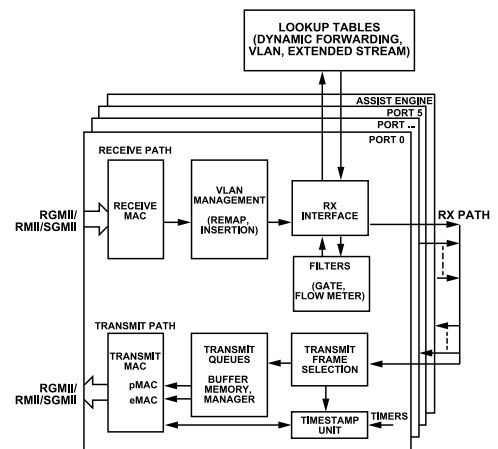 LOOKUP TABLES
(DYNAMIC FORWARDING,
VLAN, EXTENDED STREAM)
ASSIST ENGINE
PORT 5
PORT ...
PORT 0
RECEIVE PATH
RECEIVE
MAC
VLAN
MANAGEMENT
(REMAP,
INSERTION)
RX
INTERFACE
RX PATH
RGMII/
RMII/SGMII
FILTERS
(GATE,
FLOW METER)
TRANSMIT PATH
TRANSMIT
MAC
pMAC
eMAC
TRANSMIT
QUEUES
BUFFER
MEMORY,
MANAGER
TRANSMIT
FRAME
SELECTION
RGMII/
RMII/SGMII
TIMESTAMP
UNIT
TIMERS